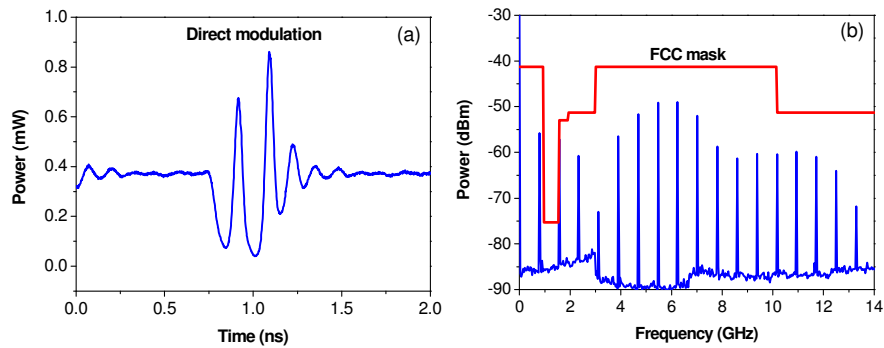 Direct modulation
(a)
Power (mW)
1.0
0.8
0.6
0.4
0.2
0.0
0.0 0.5 1.0 1.5 2.0
Time (ns)
(b)
FCC mask
Power (dBm)
-30
-40
-50
-60
-70
-80
-90
0 2 4 6 8 10 12 14
Frequency (GHz)